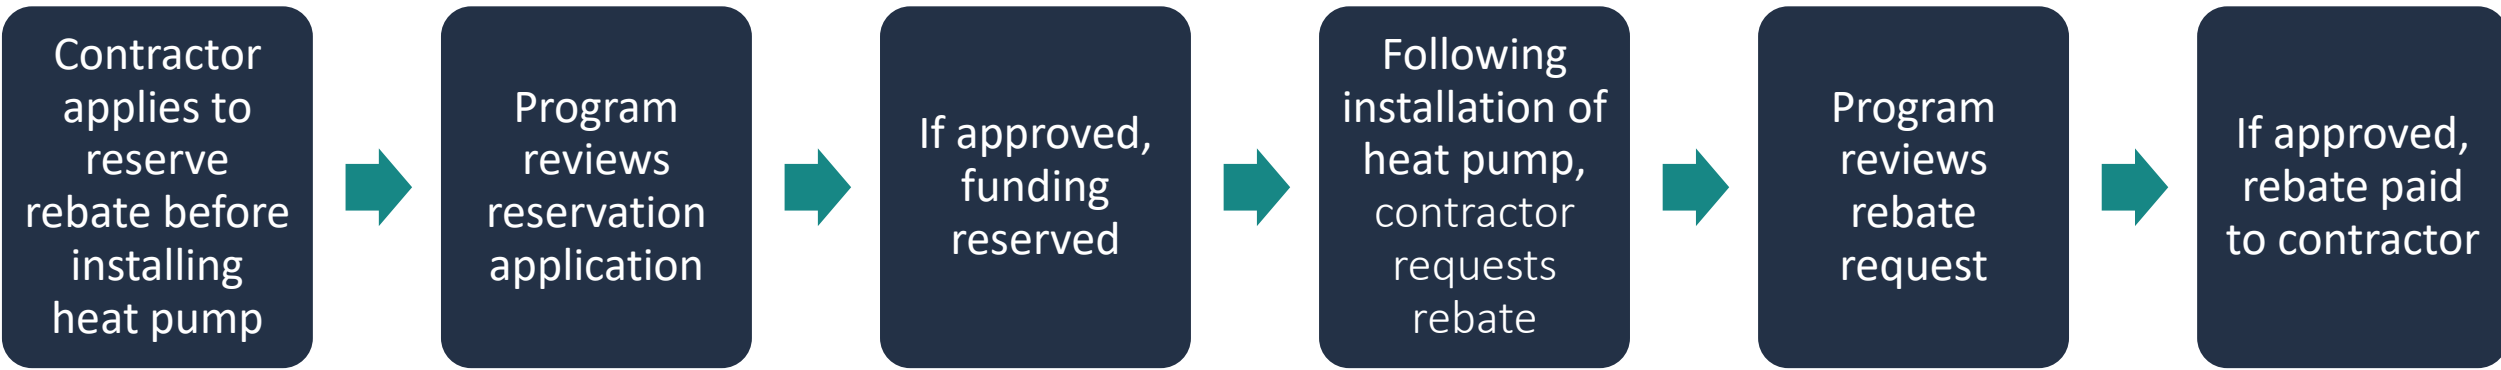 Contractor
applies to
reserve
rebate before
installing
heat pump
Program
reviews
reservation
application
If approved,
funding
reserved
Following
installation of
heat pump,
contractor
requests
rebate
Program
reviews
rebate
request
If approved,
rebate paid
to contractor